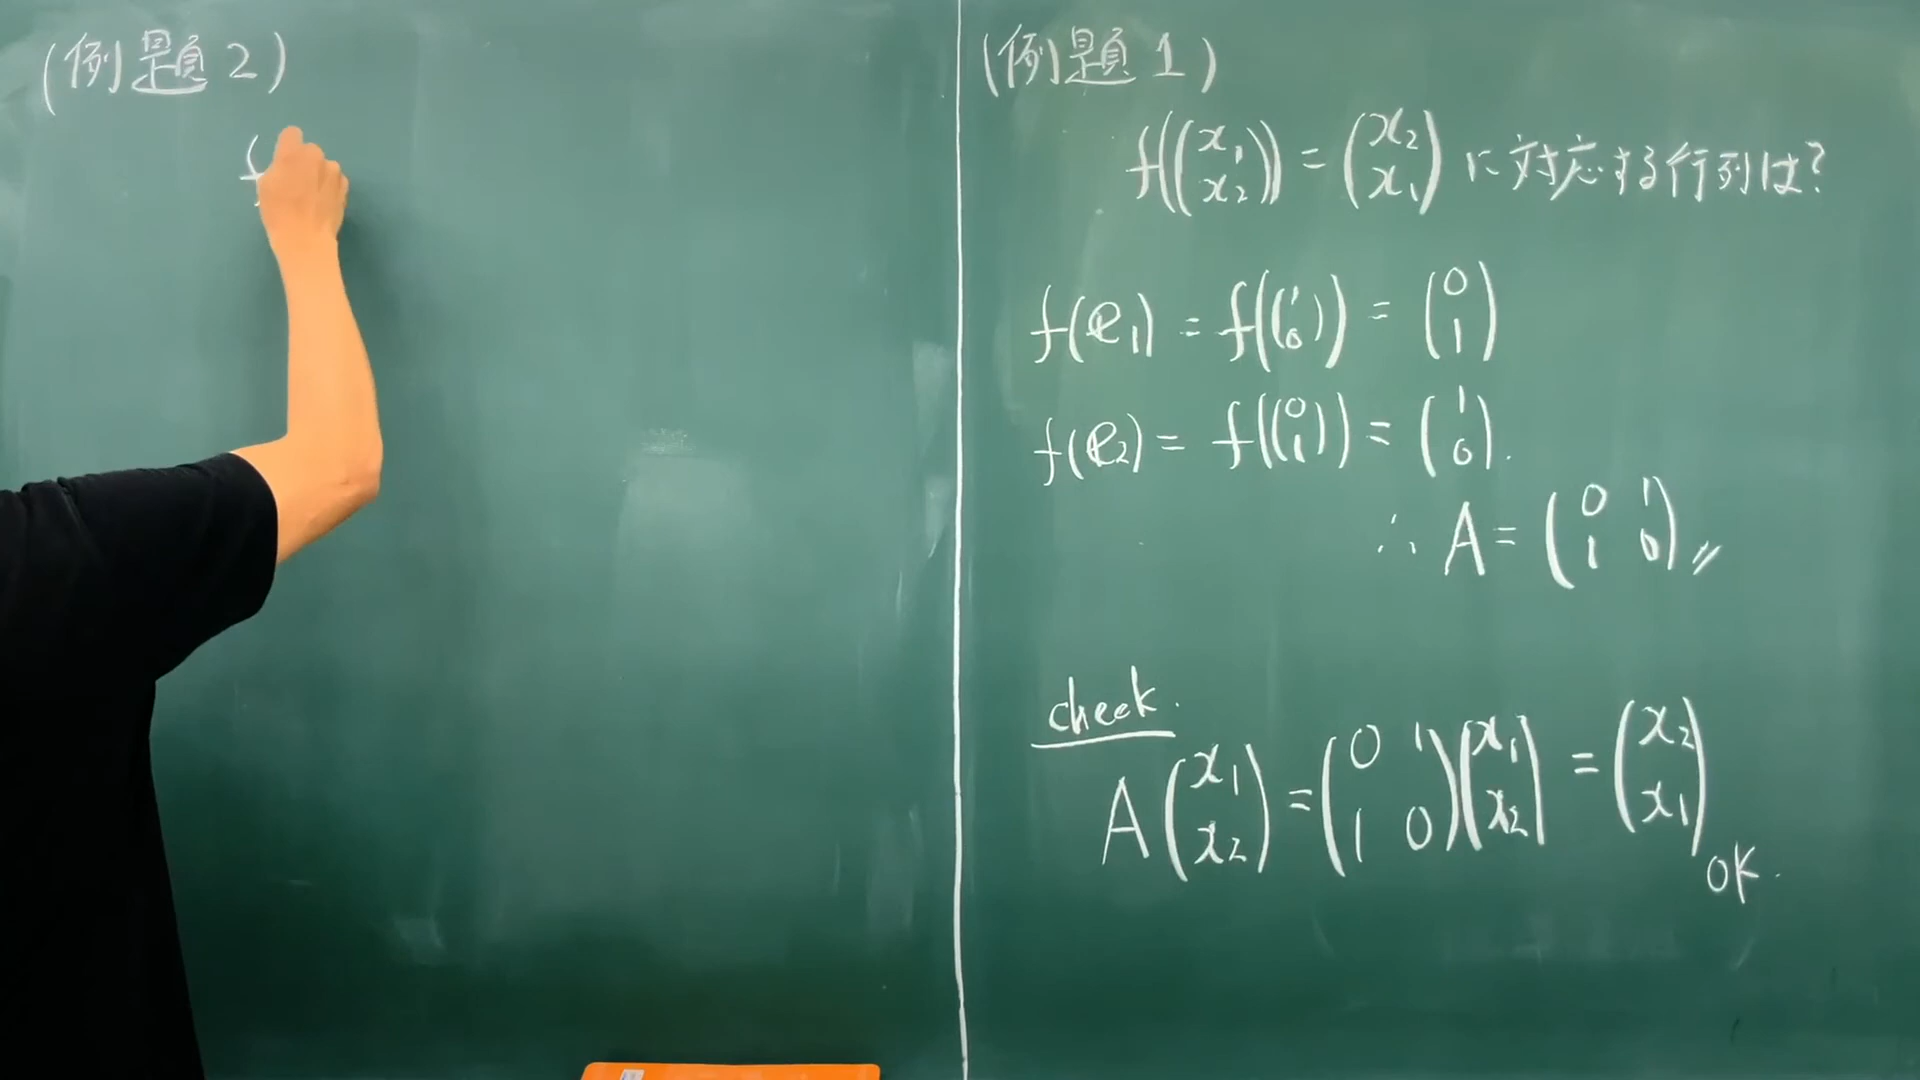 (例題2)
f
(例題1)
f((x₁ x₂)) = (x₂ x₁) に対応する行列は?
f(e₁) = f((1 0)) = (0 1)
f(e₂) = f((0 1)) = (1 0).
∴ A = (0 1 1 0)〃
check.
A(x₁ x₂) = (0 1 1 0)(x₁ x₂) = (x₂ x₁)
OK.